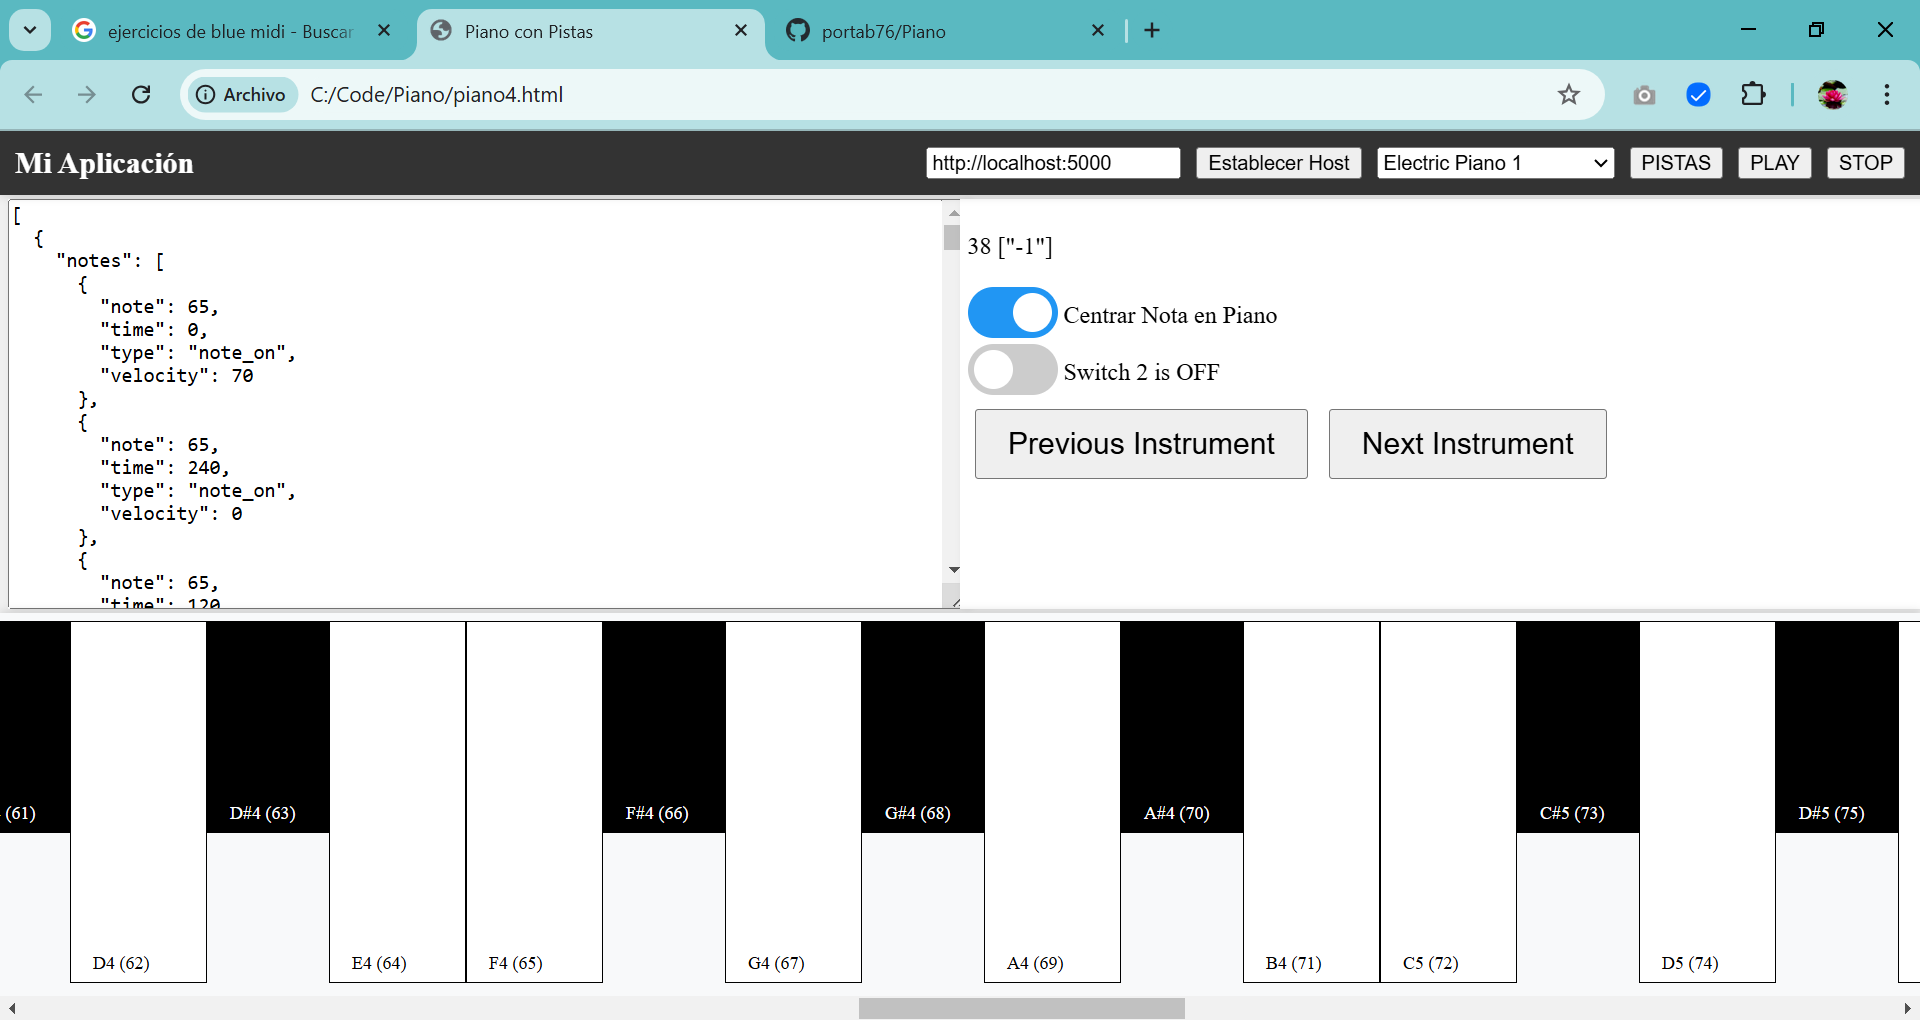 ejercicios de blue midi - Buscar
Piano con Pistas
portab76/Piano
Archivo
C:/Code/Piano/piano4.html
Mi Aplicación
http://localhost:5000
Establecer Host
Electric Piano 1
PISTAS
PLAY
STOP
[
{
"notes": [
{
"note": 65,
"time": 0,
"type": "note_on",
"velocity": 70
},
{
"note": 65,
"time": 240,
"type": "note_on",
"velocity": 0
},
{
"note": 65,
"time": 120
38 ["-1"]
Centrar Nota en Piano
Switch 2 is OFF
Previous Instrument
Next Instrument
(61)
D#4 (63)
F#4 (66)
G#4 (68)
A#4 (70)
C#5 (73)
D#5 (75)
D4 (62)
E4 (64)
F4 (65)
G4 (67)
A4 (69)
B4 (71)
C5 (72)
D5 (74)